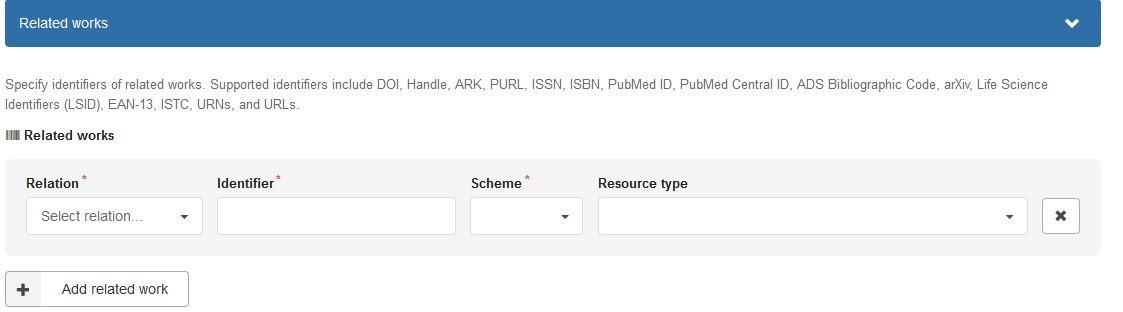 Related works
Specify identifiers of related works. Supported identifiers include DOI, Handle, ARK, PURL, ISSN, ISBN, PubMed ID, PubMed Central ID, ADS Bibliographic Code, arXiv, Life Science
Identifiers (LSID), EAN-13, ISTC, URNs, and URLs.
Related works
Relation * Identifier * Scheme * Resource type
Select relation...
Add related work